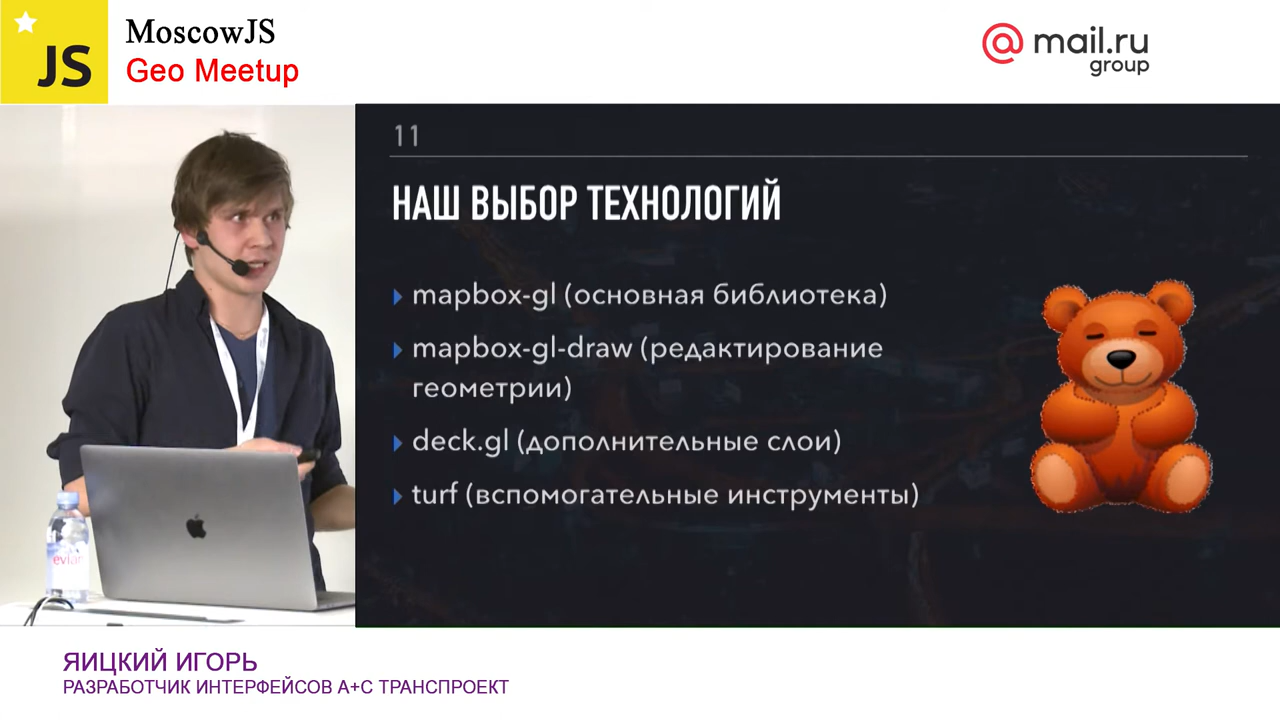 JS
MoscowJS
Geo Meetup
@mail.ru
group
11
НАШ ВЫБОР ТЕХНОЛОГИЙ
mapbox-gl (основная библиотека)
mapbox-gl-draw (редактирование
геометрии)
deck.gl (дополнительные слои)
turf (вспомогательные инструменты)
evian
ЯИЦКИЙ ИГОРЬ
РАЗРАБОТЧИК ИНТЕРФЕЙСОВ А+С ТРАНСПРОЕКТ